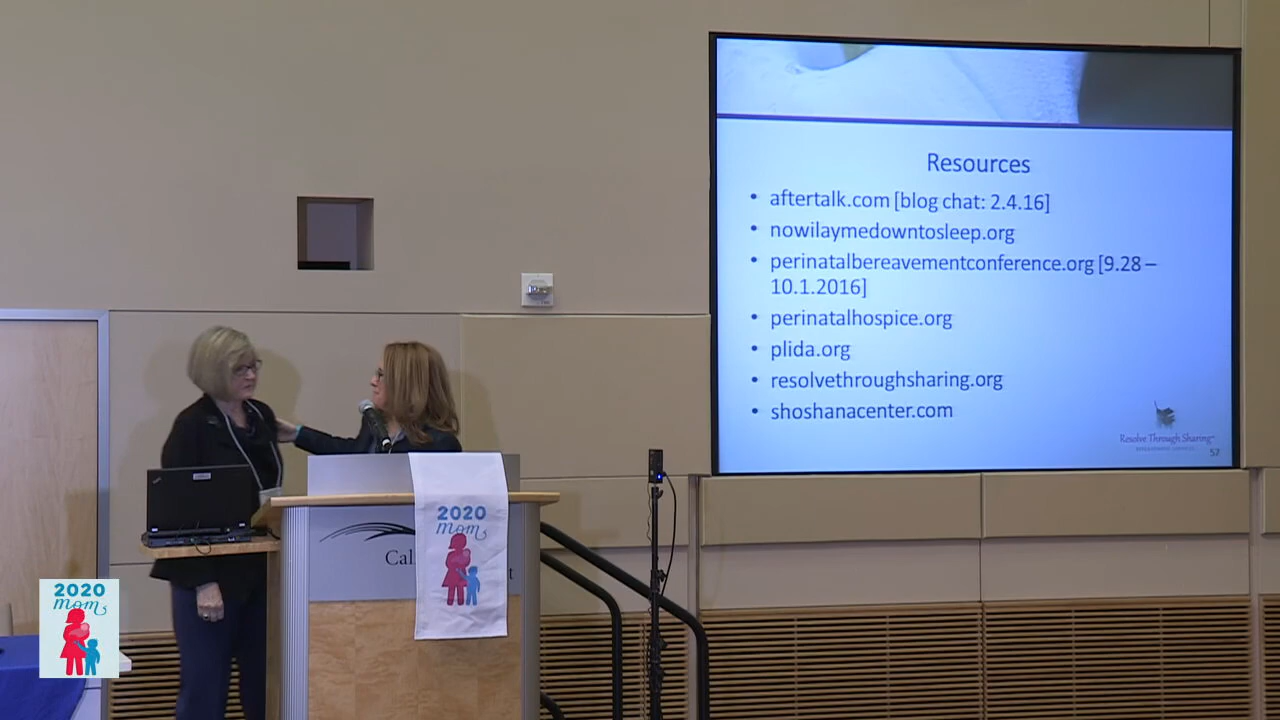 Resources
• aftertalk.com [blog chat: 2.4.16]
• nowilaymedowntosleep.org
• perinatalbereavementconference.org [9.28 –
10.1.2016]
• perinatalhospice.org
• plida.org
• resolvethroughsharing.org
• shoshanacenter.com
Resolve Through Sharing
57
2020
mom
Cal
t
2020
mom